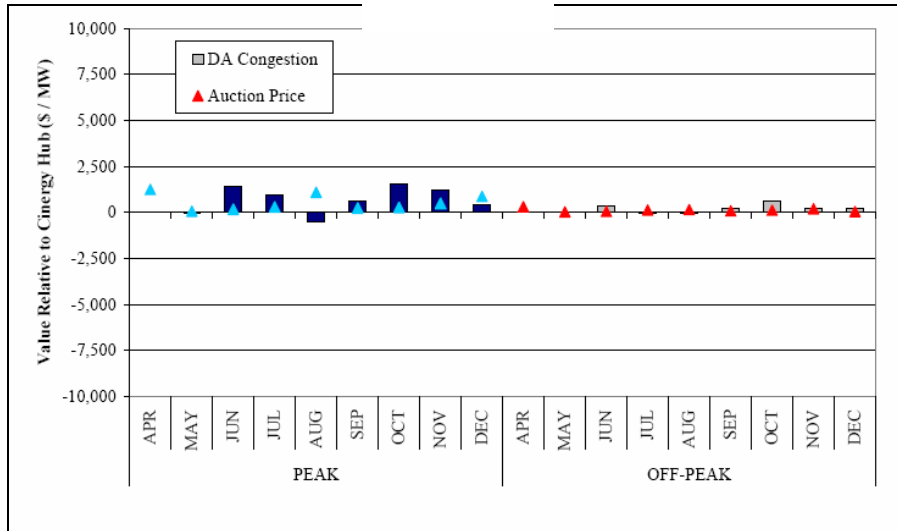 10,000
7,500
5,000
2,500
0
-2,500
-5,000
-7,500
-10,000
Value Relative to Cinergy Hub ($ / MW)
DA Congestion
Auction Price
APR MAY JUN JUL AUG SEP OCT NOV DEC APR MAY JUN JUL AUG SEP OCT NOV DEC
PEAK OFF-PEAK